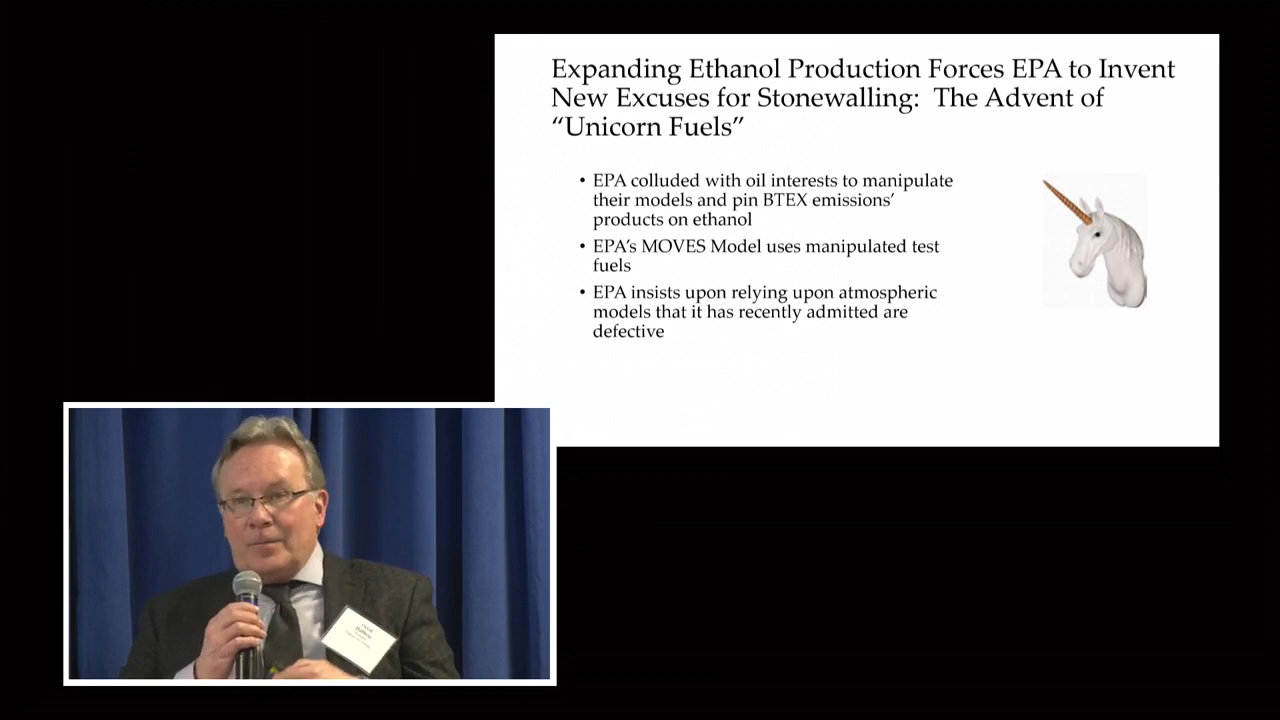 Expanding Ethanol Production Forces EPA to Invent
New Excuses for Stonewalling: The Advent of
“Unicorn Fuels”
• EPA colluded with oil interests to manipulate
their models and pin BTEX emissions’
products on ethanol
• EPA’s MOVES Model uses manipulated test
fuels
• EPA insists upon relying upon atmospheric
models that it has recently admitted are
defective